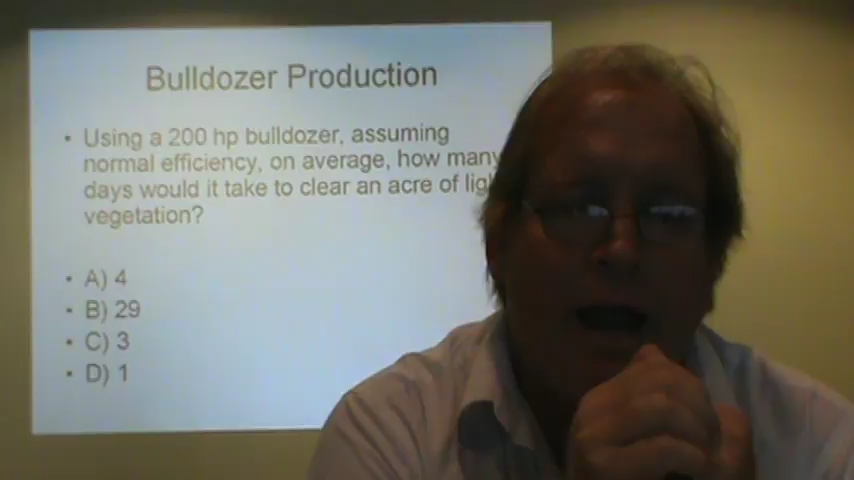 Bulldozer Production
• Using a 200 hp bulldozer, assuming
normal efficiency, on average, how many
days would it take to clear an acre of
vegetation?
• A) 4
• B) 29
• C) 3
• D) 1